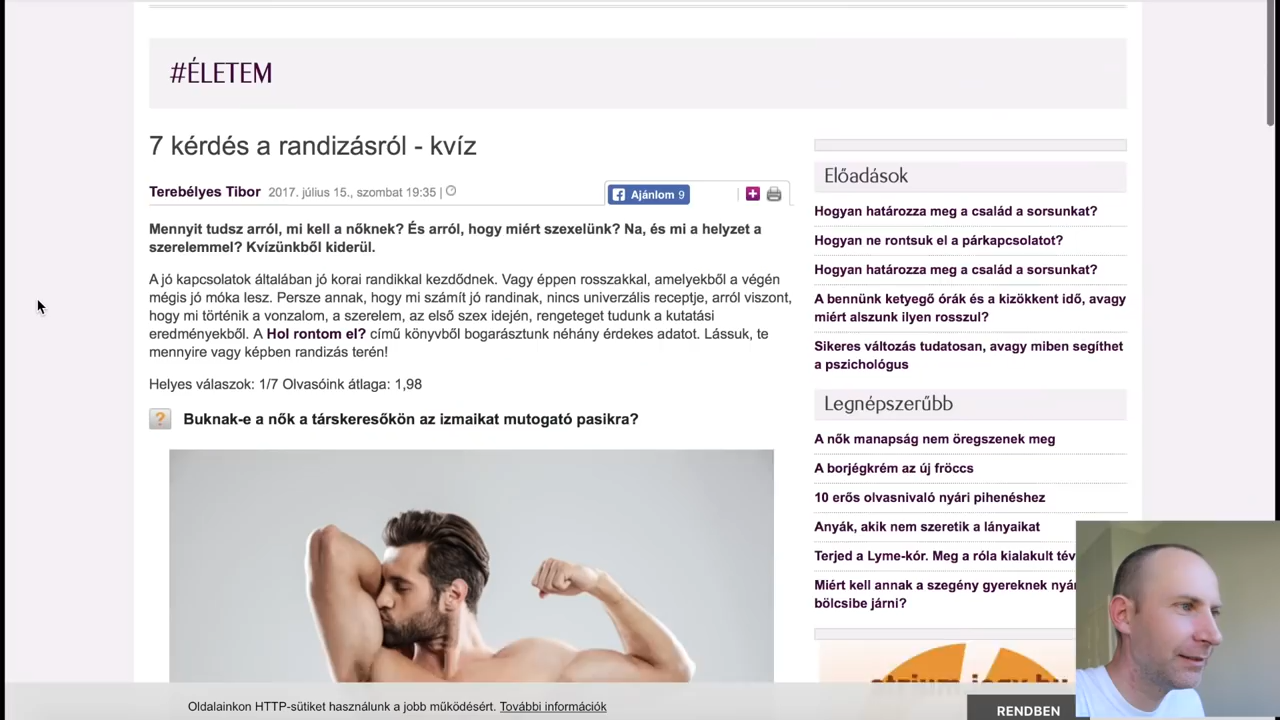 #ÉLETEM
7 kérdés a randizásról - kvíz
Terebélyes Tibor 2017. július 15., szombat 19:35 |
Ajánlom 9
Mennyit tudsz arról, mi kell a nőknek? És arról, hogy miért szexelünk? Na, és mi a helyzet a
szerelemmel? Kvízünkből kiderül.
A jó kapcsolatok általában jó korai randikkal kezdődnek. Vagy éppen rosszakkal, amelyekből a végén
mégis jó móka lesz. Persze annak, hogy mi számít jó randinak, nincs univerzális receptje, arról viszont,
hogy mi történik a vonzalom, a szerelem, az első szex idején, rengeteget tudunk a kutatási
eredményekből. A Hol rontom el? című könyvből bogarásztunk néhány érdekes adatot. Lássuk, te
mennyire vagy képben randizás terén!
Helyes válaszok: 1/7 Olvasóink átlaga: 1,98
? Buknak-e a nők a társkeresőkön az izmaikat mutogató pasikra?
Előadások
Hogyan határozza meg a család a sorsunkat?
Hogyan ne rontsuk el a párkapcsolatot?
Hogyan határozza meg a család a sorsunkat?
A bennünk ketyegő órák és a kizökkent idő, avagy
miért alszunk ilyen rosszul?
Sikeres változás tudatosan, avagy miben segíthet
a pszichológus
Legnépszerűbb
A nők manapság nem öregszenek meg
A borjégkrém az új fröccs
10 erős olvasnivaló nyári pihenéshez
Anyák, akik nem szeretik a lányaikat
Terjed a Lyme-kór. Meg a róla kialakult tév
Miért kell annak a szegény gyereknek nyár
bölcsibe járni?
Oldalainkon HTTP-sütiket használunk a jobb működésért. További információk
RENDBEN